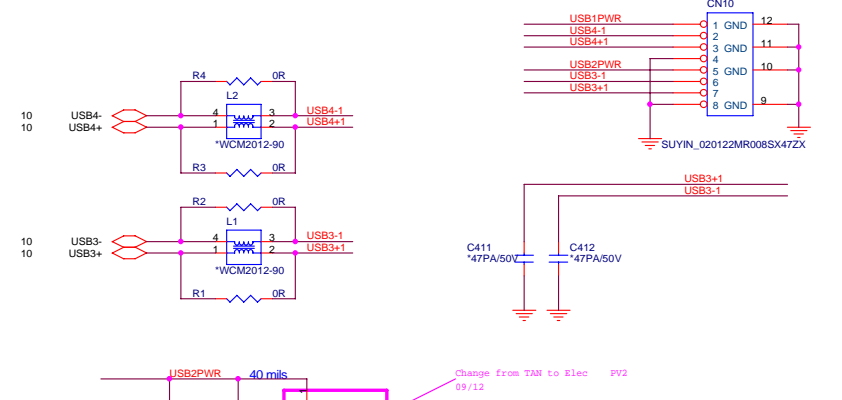 CN10
USB1PWR 1 GND 12
USB4-1 2
USB4+1 3 GND 11
4
USB2PWR 5 GND 10
USB3-1 6
USB3+1 7
8 GND 9
SUYIN_020122MR008SX47ZX
R4 0R
L2
10 USB4- 4 3 USB4-1
10 USB4+ 1 2 USB4+1
*WCM2012-90
R3 0R
R2 0R
L1
10 USB3- 4 3 USB3-1
10 USB3+ 1 2 USB3+1
*WCM2012-90
R1 0R
USB3+1
USB3-1
C411
*47PA/50V
C412
*47PA/50V
USB2PWR 40 mils
1
Change from TAN to Elec PV2
09/12